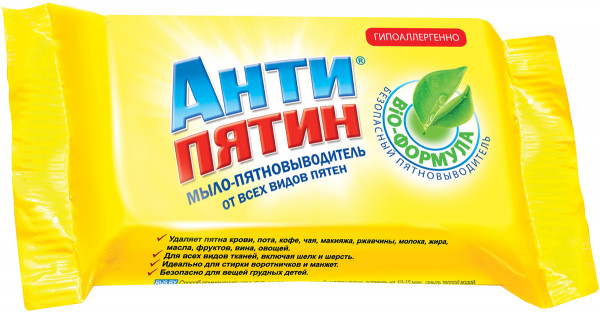 ГИПОАЛЛЕРГЕННО
АНТИ®
ПЯТИН
МЫЛО-ПЯТНОВЫВОДИТЕЛЬ
ОТ ВСЕХ ВИДОВ ПЯТЕН
BIO-ФОРМУЛА
БЕЗОПАСНЫЙ ПЯТНОВЫВОДИТЕЛЬ
✓ Удаляет пятна крови, пота, кофе, чая, макияжа, ржавчины, молока, жира,
масла, фруктов, вина, овощей.
✓ Для всех видов тканей, включая шелк и шерсть.
✓ Идеально для стирки воротничков и манжет.
✓ Безопасно для вещей грудных детей.